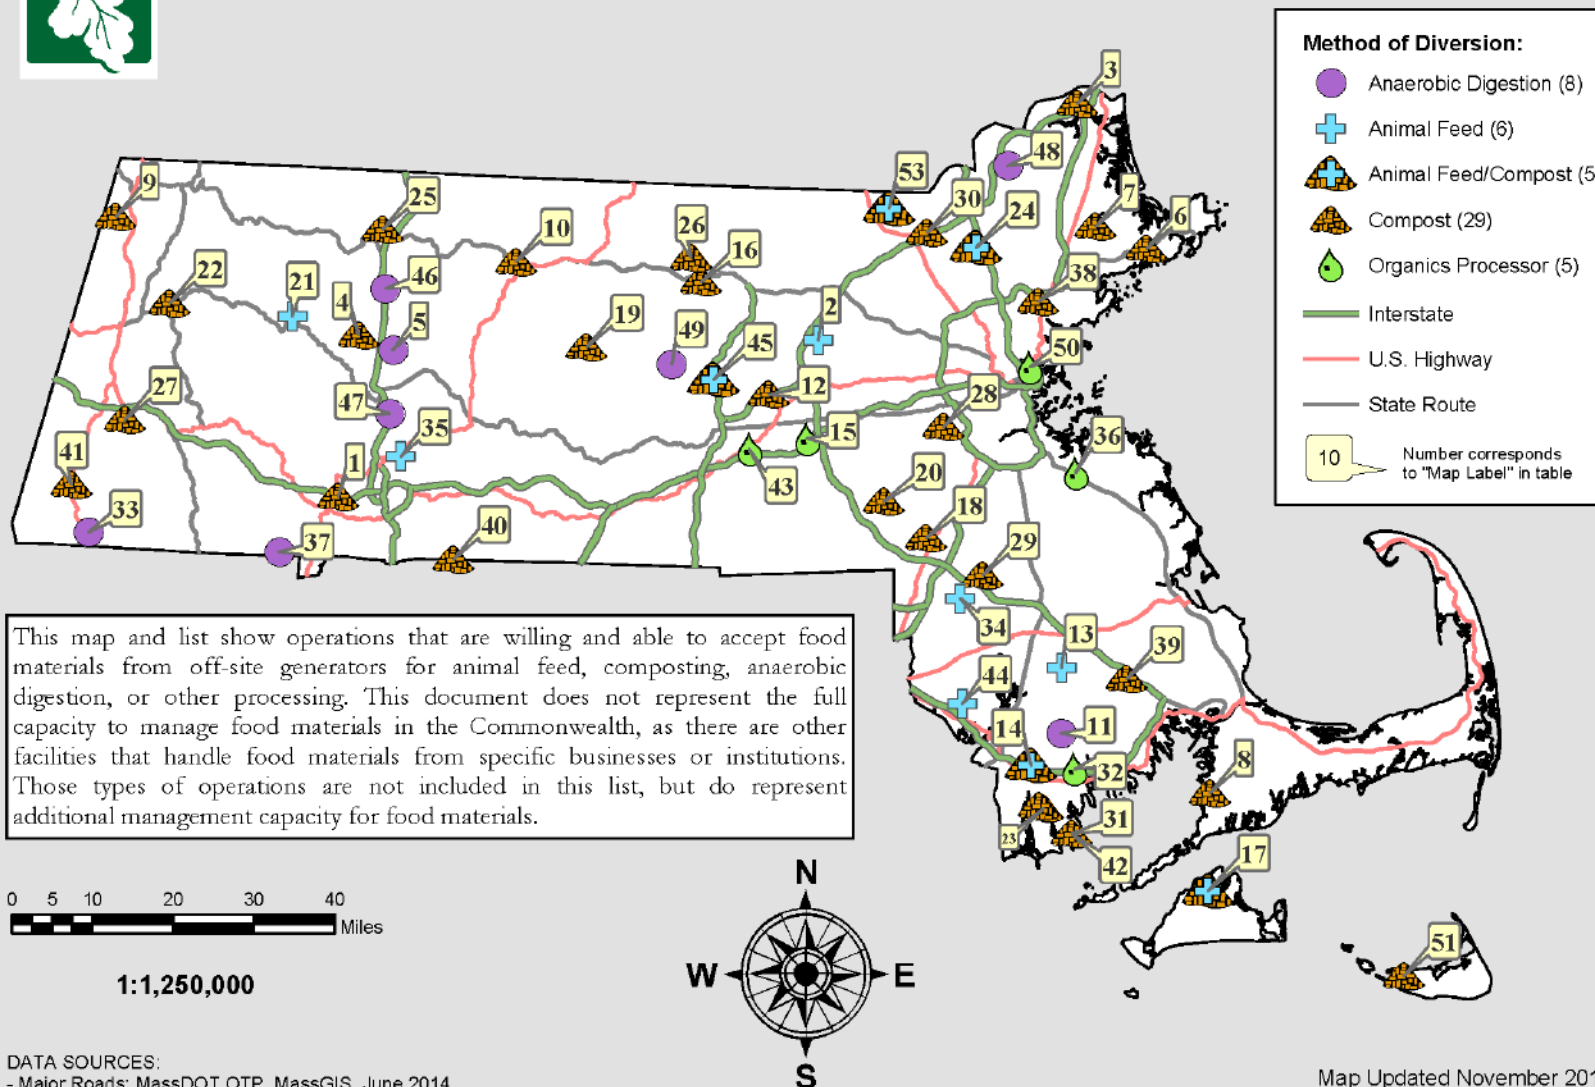 Method of Diversion:
Anaerobic Digestion (8)
Animal Feed (6)
Animal Feed/Compost (5
Compost (29)
Organics Processor (5)
Interstate
U.S. Highway
State Route
10
Number corresponds
to "Map Label" in table
3
48
53
9
25
30
24
7
6
10
26
16
22
21
4
46
5
19
49
2
38
45
50
27
12
28
47
35
15
36
41
1
43
20
33
18
37
40
29
34
13
39
44
14
11
32
8
23
31
42
17
51
This map and list show operations that are willing and able to accept food
materials from off-site generators for animal feed, composting, anaerobic
digestion, or other processing. This document does not represent the full
capacity to manage food materials in the Commonwealth, as there are other
facilities that handle food materials from specific businesses or institutions.
Those types of operations are not included in this list, but do represent
additional management capacity for food materials.
0 5 10 20 30 40
Miles
1:1,250,000
N
W E
S
DATA SOURCES:
- Major Roads: MassDOT OTP, MassGIS, June 2014
Map Updated November 201